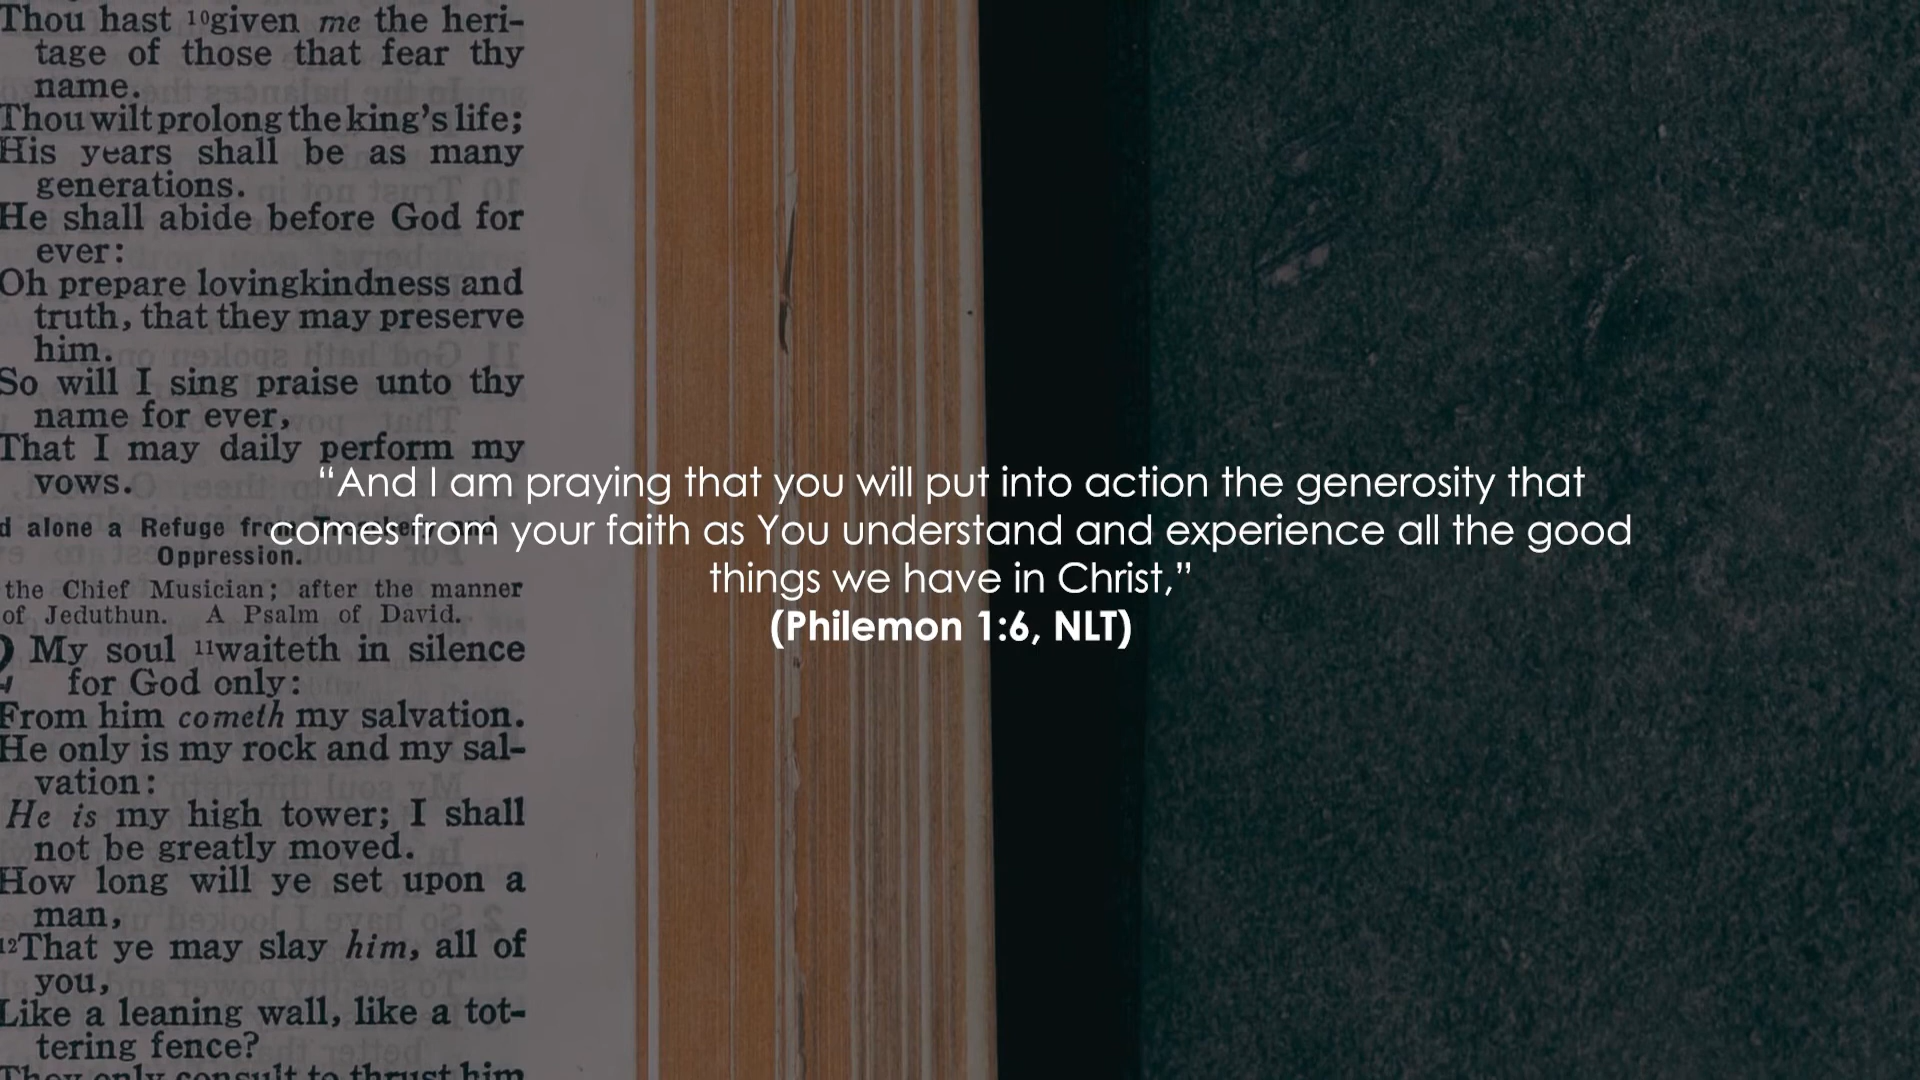 Thou hast ¹⁰given me the heri-
tage of those that fear thy
name.
Thou wilt prolong the king's life;
His years shall be as many
generations.
He shall abide before God for
ever:
Oh prepare lovingkindness and
truth, that they may preserve
him.
So will I sing praise unto thy
name for ever,
That I may daily perform my
vows.
alone a Refuge from
Oppression.
the Chief Musician; after the manner
of Jeduthun. A Psalm of David.
My soul ¹¹waiteth in silence
for God only:
From him cometh my salvation.
He only is my rock and my sal-
vation:
He is my high tower; I shall
not be greatly moved.
How long will ye set upon a
man,
¹²That ye may slay him, all of
you,
Like a leaning wall, like a tot-
tering fence?
They only consult to thrust him
“And I am praying that you will put into action the generosity that
comes from your faith as You understand and experience all the good
things we have in Christ,”
(Philemon 1:6, NLT)